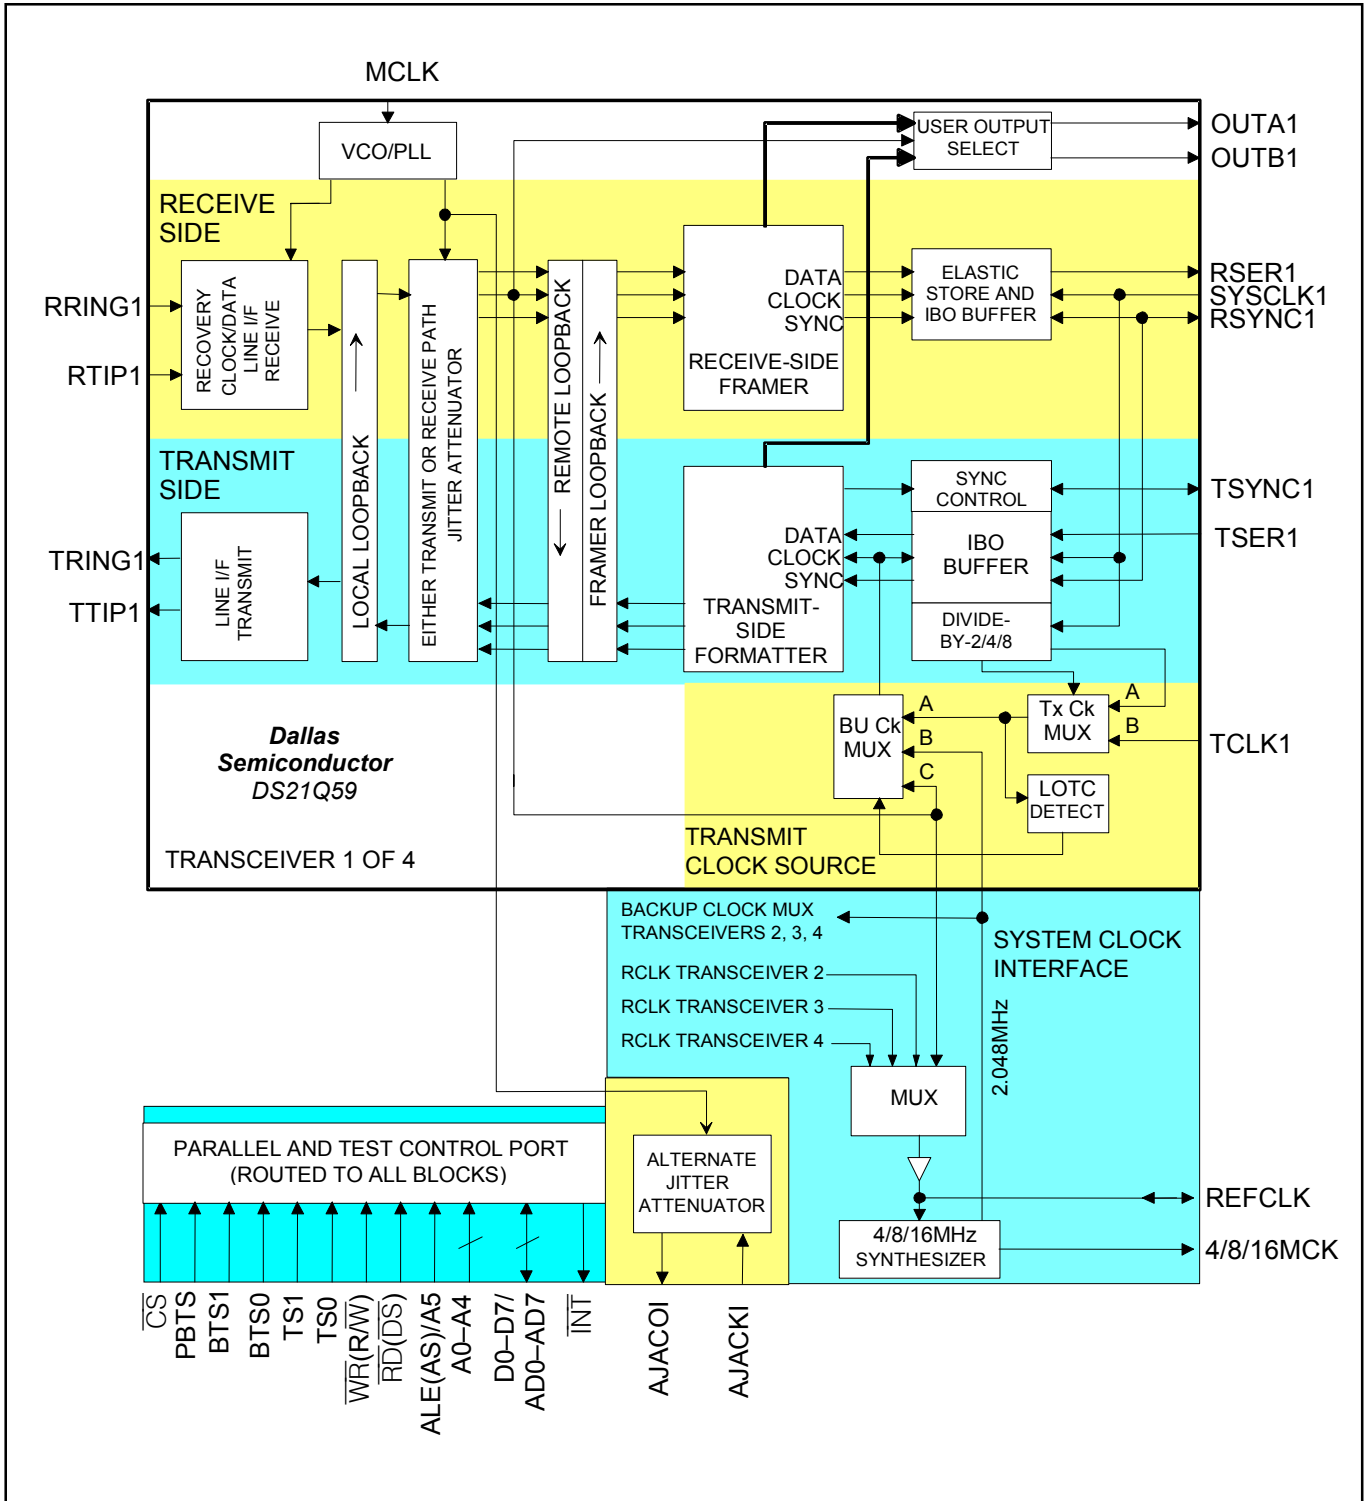 MCLK
VCO/PLL
USER OUTPUT
SELECT
OUTA1
OUTB1
RECEIVE
SIDE
RRING1
RTIP1
RECOVERY
CLOCK/DATA
LINE I/F
RECEIVE
LOCAL LOOPBACK
EITHER TRANSMIT OR RECEIVE PATH
JITTER ATTENUATOR
REMOTE LOOPBACK
FRAMER LOOPBACK
DATA
CLOCK
SYNC
RECEIVE-SIDE
FRAMER
ELASTIC
STORE AND
IBO BUFFER
RSER1
SYSCLK1
RSYNC1
TRANSMIT
SIDE
TRING1
TTIP1
LINE I/F
TRANSMIT
DATA
CLOCK
SYNC
TRANSMIT-
SIDE
FORMATTER
SYNC
CONTROL
IBO
BUFFER
DIVIDE-
BY-2/4/8
TSYNC1
TSER1
Dallas
Semiconductor
DS21Q59
TRANSCEIVER 1 OF 4
BU Ck
MUX
A
B
C
Tx Ck
MUX
A
B
TCLK1
LOTC
DETECT
TRANSMIT
CLOCK SOURCE
BACKUP CLOCK MUX
TRANSCEIVERS 2, 3, 4
SYSTEM CLOCK
INTERFACE
RCLK TRANSCEIVER 2
RCLK TRANSCEIVER 3
RCLK TRANSCEIVER 4
2.048MHz
MUX
REFCLK
4/8/16MHz
SYNTHESIZER
4/8/16MCK
PARALLEL AND TEST CONTROL PORT
(ROUTED TO ALL BLOCKS)
ALTERNATE
JITTER
ATTENUATOR
CS
PBTS
BTS1
BTS0
TS1
TS0
WR(R/W)
RD(DS)
ALE(AS)/A5
A0–A4
D0–D7/
AD0–AD7
INT
AJACOI
AJACKI